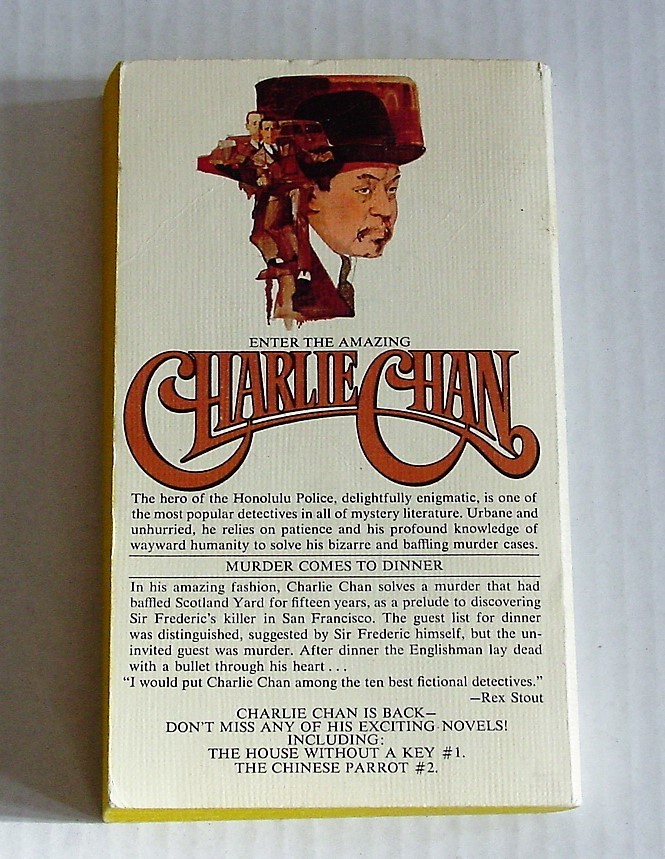 ENTER THE AMAZING
CHARLIE CHAN
The hero of the Honolulu Police, delightfully enigmatic, is one of
the most popular detectives in all of mystery literature. Urbane and
unhurried, he relies on patience and his profound knowledge of
wayward humanity to solve his bizarre and baffling murder cases.
MURDER COMES TO DINNER
In his amazing fashion, Charlie Chan solves a murder that had
baffled Scotland Yard for fifteen years, as a prelude to discovering
Sir Frederic's killer in San Francisco. The guest list for dinner
was distinguished, suggested by Sir Frederic himself, but the un-
invited guest was murder. After dinner the Englishman lay dead
with a bullet through his heart . . .
“I would put Charlie Chan among the ten best fictional detectives.”
—Rex Stout
CHARLIE CHAN IS BACK—
DON'T MISS ANY OF HIS EXCITING NOVELS!
INCLUDING:
THE HOUSE WITHOUT A KEY #1.
THE CHINESE PARROT #2.